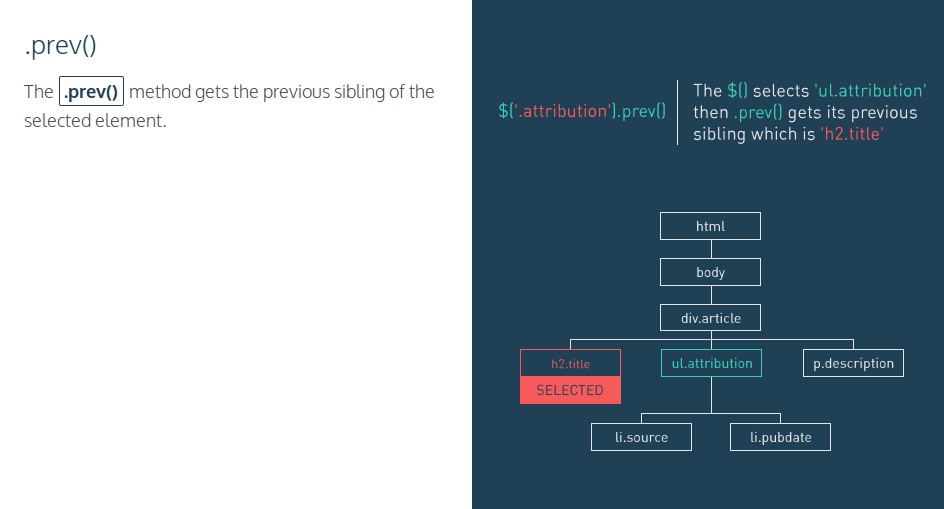 .prev()
The .prev() method gets the previous sibling of the
selected element.
$('.attribution').prev()
The $() selects 'ul.attribution'
then .prev() gets its previous
sibling which is 'h2.title'
html
body
div.article
h2.title
ul.attribution
p.description
SELECTED
li.source
li.pubdate